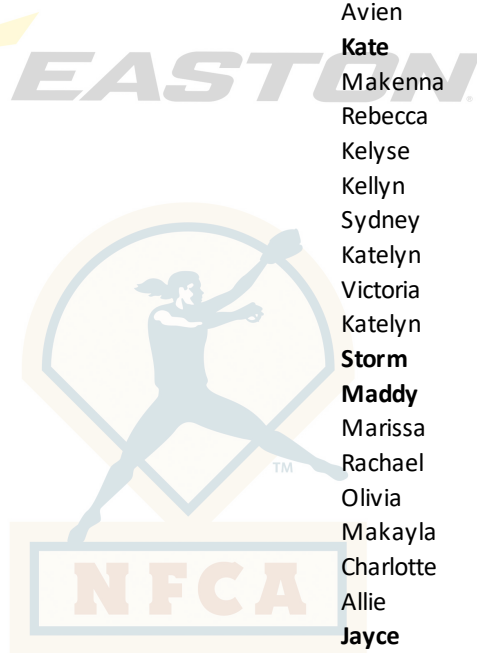 Avien
Kate
EASTON
Makenna
Rebecca
Kelyse
Kellyn
Sydney
Katelyn
Victoria
Katelyn
Storm
Maddy
Marissa
Rachael
TM
Olivia
Makayla
Charlotte
NFCA
Allie
Jayce